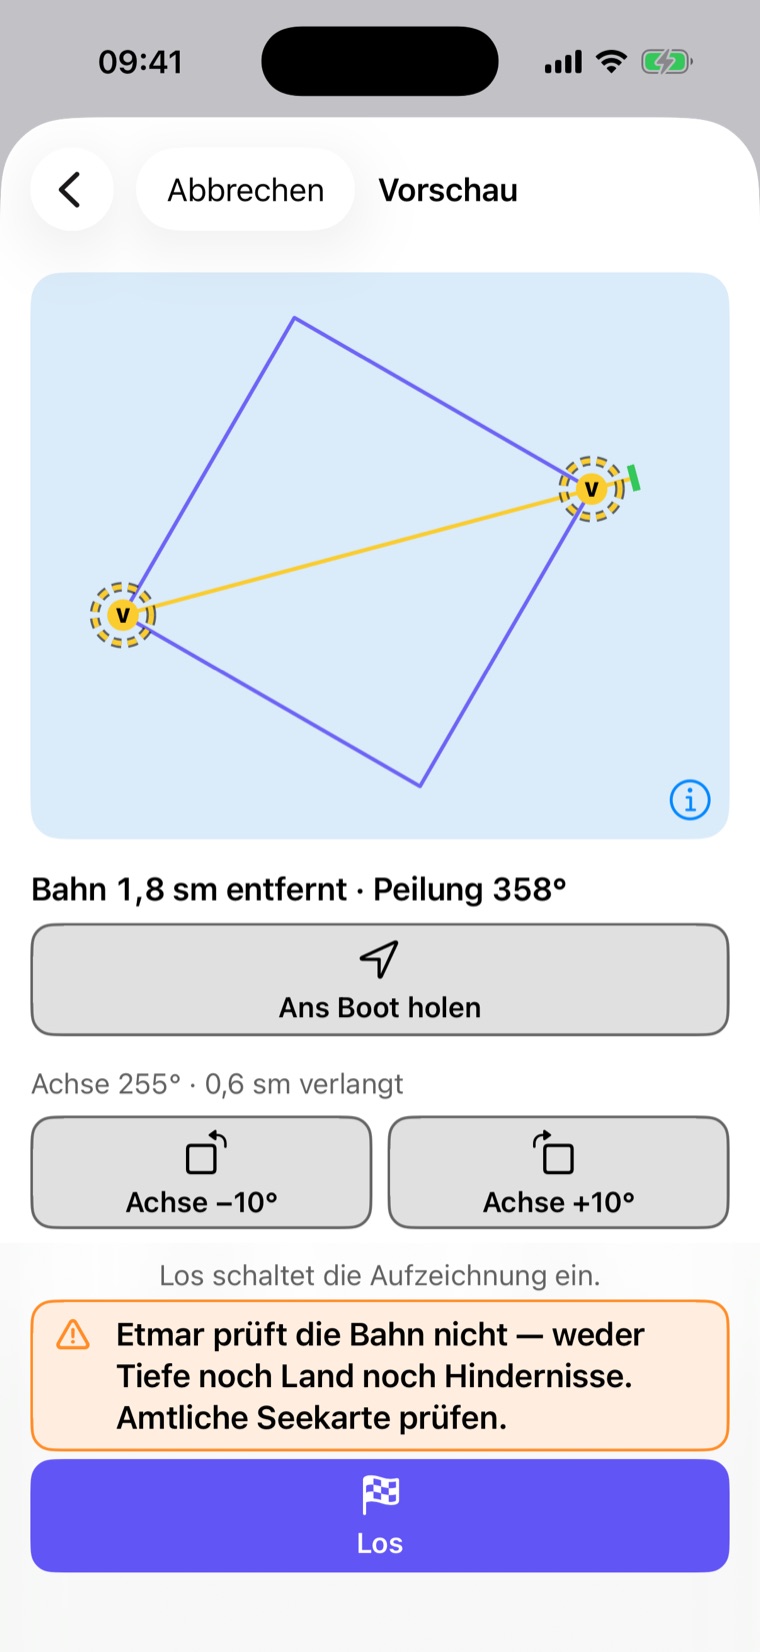 09:41
Abbrechen
Vorschau
V
V
Bahn 1,8 sm entfernt · Peilung 358°
Ans Boot holen
Achse 255° · 0,6 sm verlangt
Achse −10°
Achse +10°
Los schaltet die Aufzeichnung ein.
Etmar prüft die Bahn nicht — weder
Tiefe noch Land noch Hindernisse.
Amtliche Seekarte prüfen.
Los